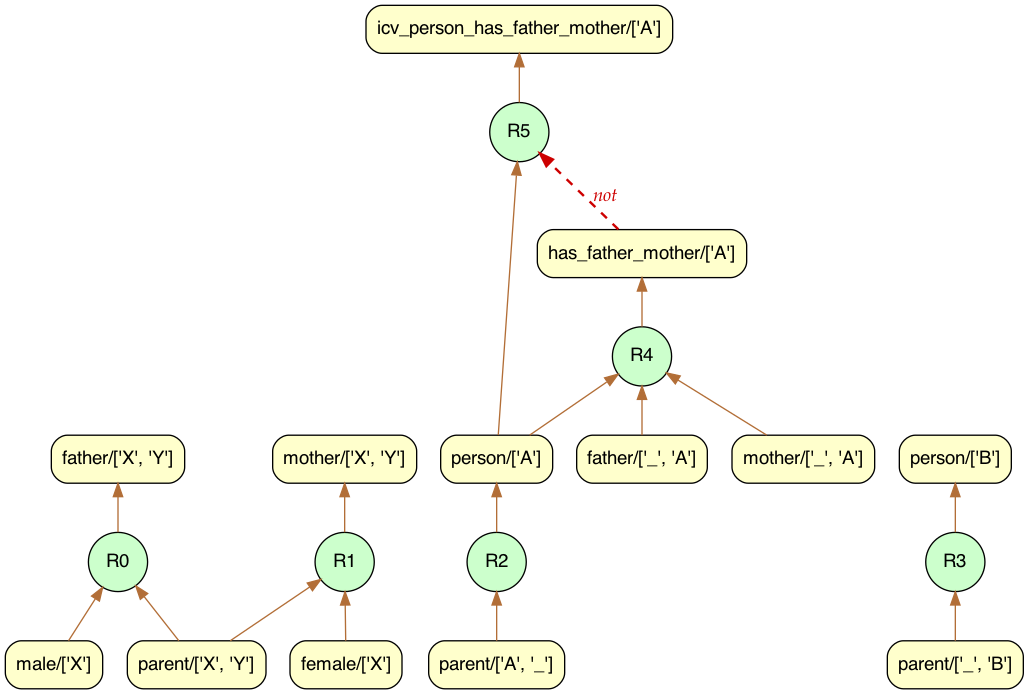 icv_person_has_father_mother/['A']
R5
not
has_father_mother/['A']
R4
father/['X', 'Y']
mother/['X', 'Y']
person/['A']
father/['_', 'A']
mother/['_', 'A']
person/['B']
R0
R1
R2
R3
male/['X']
parent/['X', 'Y']
female/['X']
parent/['A', '_']
parent/['_', 'B']